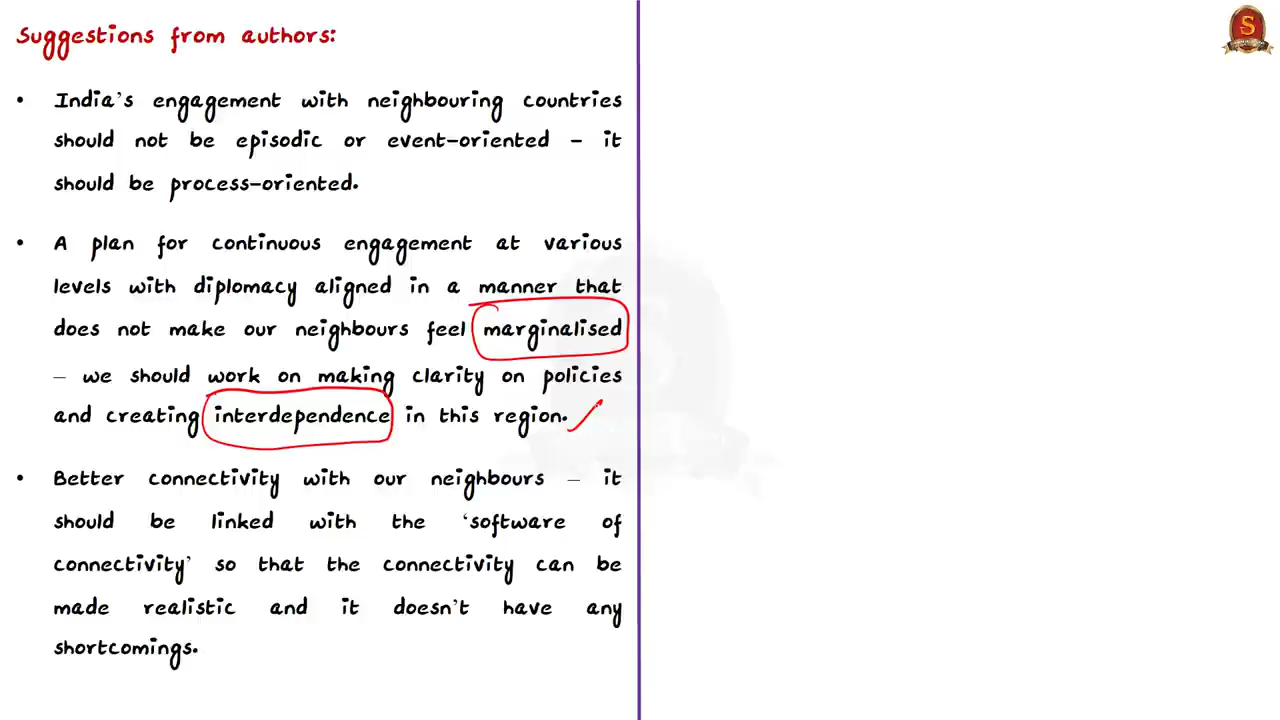 Suggestions from authors:
• India's engagement with neighbouring countries
should not be episodic or event-oriented - it
should be process-oriented.
• A plan for continuous engagement at various
levels with diplomacy aligned in a manner that
does not make our neighbours feel marginalised
– we should work on making clarity on policies
and creating interdependence in this region.
• Better connectivity with our neighbours – it
should be linked with the 'software of
connectivity' so that the connectivity can be
made realistic and it doesn't have any
shortcomings.
S